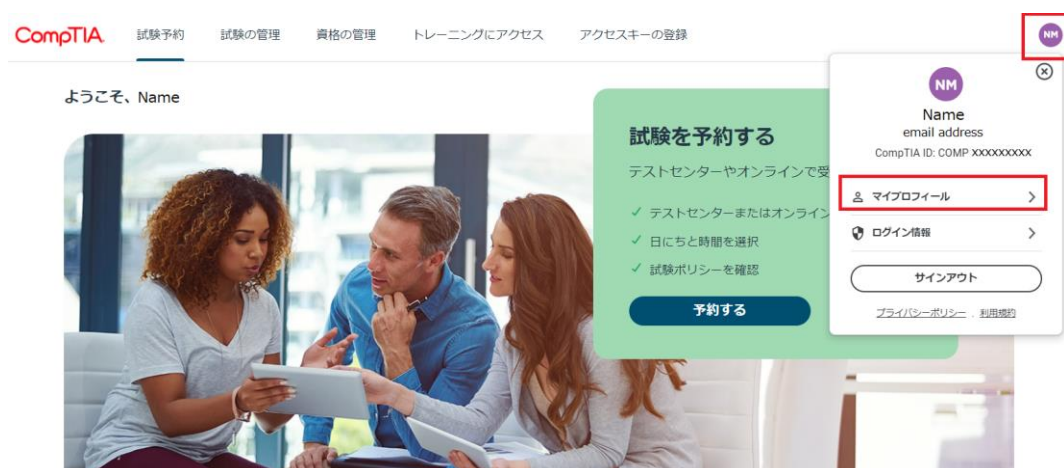 CompTIA.
試験予約
試験の管理
資格の管理
トレーニングにアクセス
アクセスキーの登録
NM
ようこそ、Name
試験を予約する
テストセンターやオンラインで受
✓ テストセンターまたはオンライン
✓ 日にちと時間を選択
✓ 試験ポリシーを確認
予約する
NM
Name
email address
CompTIA ID: COMP XXXXXXXXX
マイプロフィール
ログイン情報
サインアウト
プライバシーポリシー , 利用規約